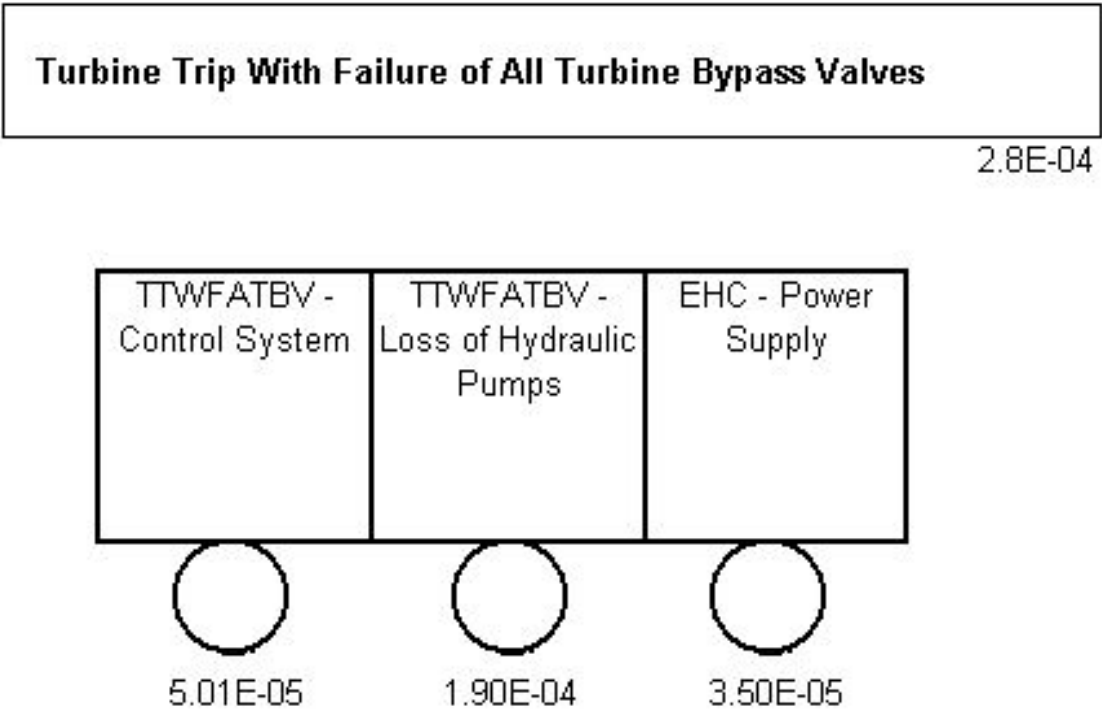 Turbine Trip With Failure of All Turbine Bypass Valves
2.8E-04
TTWFATBV -
Control System
TTWFATBV -
Loss of Hydraulic
Pumps
EHC - Power
Supply
5.01E-05
1.90E-04
3.50E-05